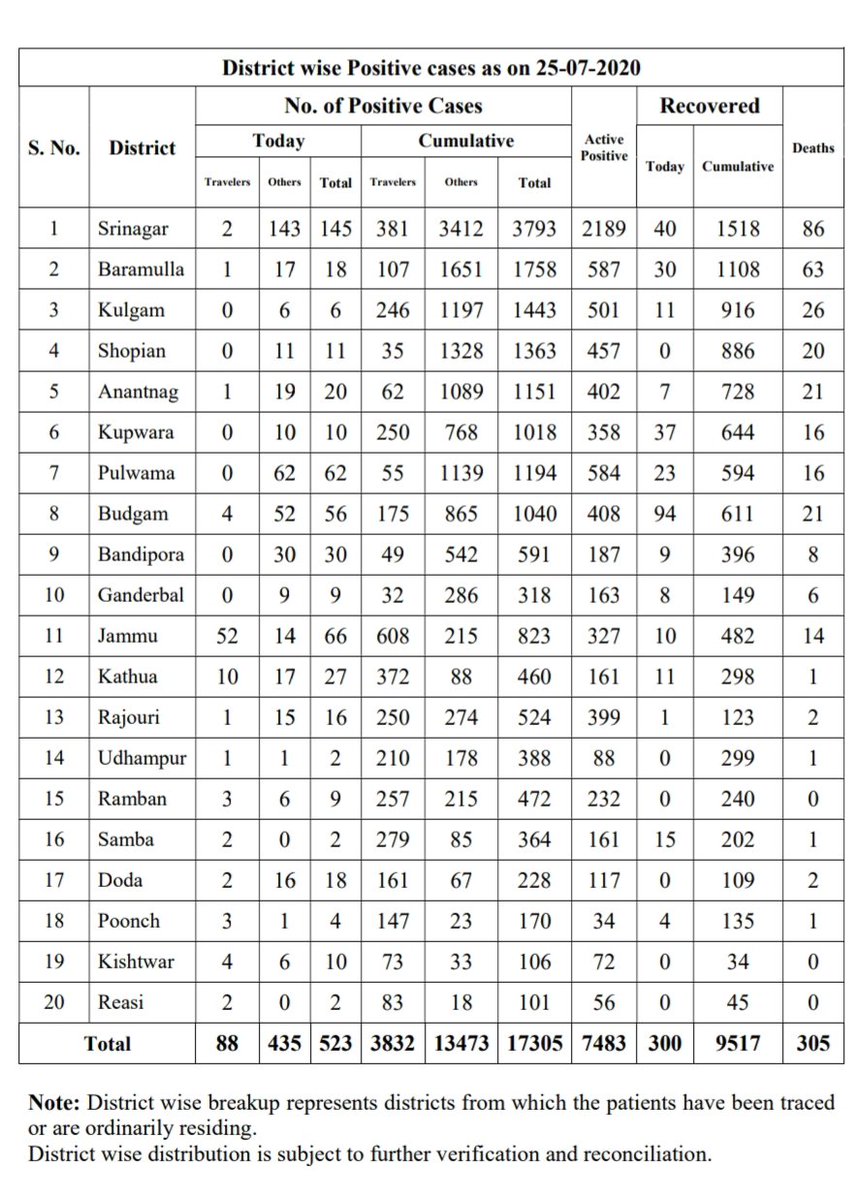 District wise Positive cases as on 25-07-2020
S. No. District No. of Positive Cases Active Positive Recovered Deaths
Today Cumulative Today Cumulative
Travelers Others Total Travelers Others Total
1 Srinagar 2 143 145 381 3412 3793 2189 40 1518 86
2 Baramulla 1 17 18 107 1651 1758 587 30 1108 63
3 Kulgam 0 6 6 246 1197 1443 501 11 916 26
4 Shopian 0 11 11 35 1328 1363 457 0 886 20
5 Anantnag 1 19 20 62 1089 1151 402 7 728 21
6 Kupwara 0 10 10 250 768 1018 358 37 644 16
7 Pulwama 0 62 62 55 1139 1194 584 23 594 16
8 Budgam 4 52 56 175 865 1040 408 94 611 21
9 Bandipora 0 30 30 49 542 591 187 9 396 8
10 Ganderbal 0 9 9 32 286 318 163 8 149 6
11 Jammu 52 14 66 608 215 823 327 10 482 14
12 Kathua 10 17 27 372 88 460 161 11 298 1
13 Rajouri 1 15 16 250 274 524 399 1 123 2
14 Udhampur 1 1 2 210 178 388 88 0 299 1
15 Ramban 3 6 9 257 215 472 232 0 240 0
16 Samba 2 0 2 279 85 364 161 15 202 1
17 Doda 2 16 18 161 67 228 117 0 109 2
18 Poonch 3 1 4 147 23 170 34 4 135 1
19 Kishtwar 4 6 10 73 33 106 72 0 34 0
20 Reasi 2 0 2 83 18 101 56 0 45 0
Total 88 435 523 3832 13473 17305 7483 300 9517 305
Note: District wise breakup represents districts from which the patients have been traced
or are ordinarily residing.
District wise distribution is subject to further verification and reconciliation.